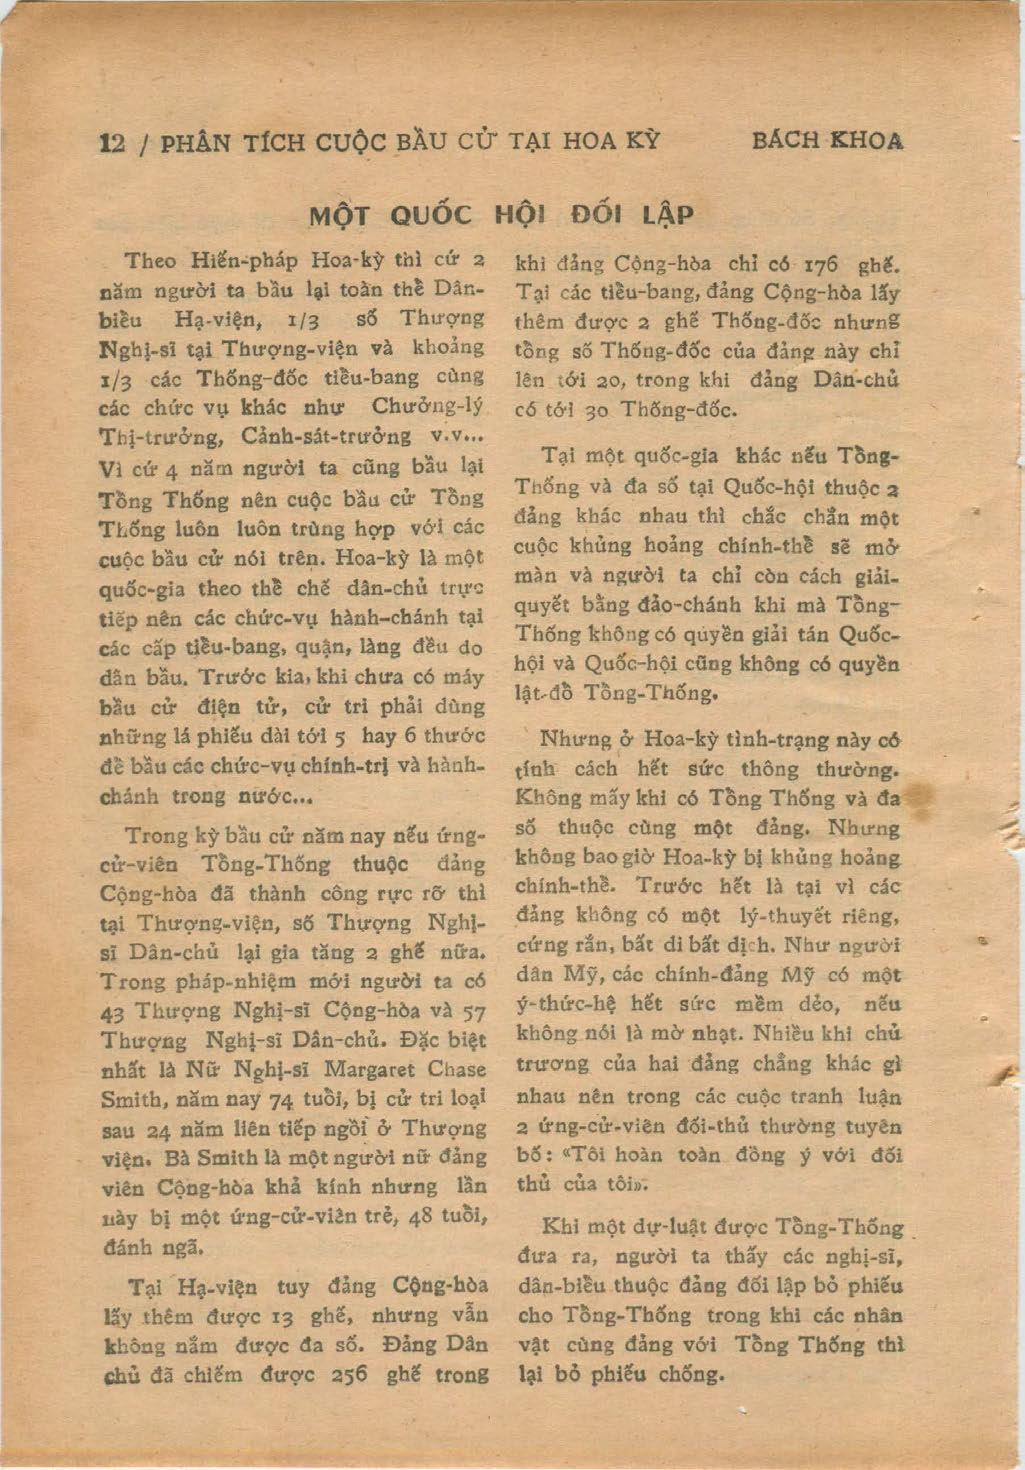 12 / PHÂN TÍCH CUỘC BẦU CỬ TẠI HOA KỲ BÁCH KHOA
MỘT QUỐC HỘI ĐỐI LẬP
Theo Hiến-pháp Hoa-kỳ thì cứ 2
năm người ta bầu lại toàn thể Dân-
biểu Hạ-viện, 1/3 số Thượng
Nghị-sĩ tại Thượng-viện và khoảng
1/3 các Thống-đốc tiểu-bang cùng
các chức vụ khác như Chưởng-lý
Thị-trưởng, Cảnh-sát-trưởng v.v...
Vì cứ 4 năm người ta cũng bầu lại
Tổng Thống nên cuộc bầu cử Tổng
Thống luôn luôn trùng hợp với các
cuộc bầu cử nói trên. Hoa-kỳ là một
quốc-gia theo thể chế dân-chủ trực
tiếp nên các chức-vụ hành-chánh tại
các cấp tiểu-bang, quận, làng đều do
dân bầu. Trước kia, khi chưa có máy
bầu cử điện tử, cử tri phải dùng
những lá phiếu dài tới 5 hay 6 thước
để bầu các chức-vụ chính-trị và hành-
chánh trong nước...
Trong kỳ bầu cử năm nay nếu ứng-
cử-viên Tổng-Thống thuộc đảng
Cộng-hòa đã thành công rực rỡ thì
tại Thượng-viện, số Thượng Nghị-
sĩ Dân-chủ lại gia tăng 2 ghế nữa.
Trong pháp-nhiệm mới người ta có
43 Thượng Nghị-sĩ Cộng-hòa và 57
Thượng Nghị-sĩ Dân-chủ. Đặc biệt
nhất là Nữ Nghị-sĩ Margaret Chase
Smith, năm nay 74 tuổi, bị cử tri loại
sau 24 năm liên tiếp ngồi ở Thượng
viện. Bà Smith là một người nữ đảng
viên Cộng-hòa khả kính nhưng lần
này bị một ứng-cử-viên trẻ, 48 tuổi,
đánh ngã.
Tại Hạ-viện tuy đảng Cộng-hòa
lấy thêm được 13 ghế, nhưng vẫn
không nắm được đa số. Đảng Dân
chủ đã chiếm được 256 ghế trong
khi đảng Cộng-hòa chỉ có 176 ghế.
Tại các tiểu-bang, đảng Cộng-hòa lấy
thêm được 2 ghế Thống-đốc nhưng
tổng số Thống-đốc của đảng này chỉ
lên tới 20, trong khi đảng Dân-chủ
có tới 30 Thống-đốc.
Tại một quốc-gia khác nếu Tổng-
Thống và đa số tại Quốc-hội thuộc 2
đảng khác nhau thì chắc chắn một
cuộc khủng hoảng chính-thể sẽ mở
màn và người ta chỉ còn cách giải-
quyết bằng đảo-chánh khi mà Tổng-
Thống không có quyền giải tán Quốc-
hội và Quốc-hội cũng không có quyền
lật-đổ Tổng-Thống.
Nhưng ở Hoa-kỳ tình-trạng này có
tính cách hết sức thông thường.
Không mấy khi có Tổng Thống và đa
số thuộc cùng một đảng. Nhưng
không bao giờ Hoa-kỳ bị khủng hoảng
chính-thể. Trước hết là tại vì các
đảng không có một lý-thuyết riêng,
cứng rắn, bất di bất dịch. Như người
dân Mỹ, các chính-đảng Mỹ có một
ý-thức-hệ hết sức mềm dẻo, nếu
không nói là mờ nhạt. Nhiều khi chủ
trương của hai đảng chẳng khác gì
nhau nên trong các cuộc tranh luận
2 ứng-cử-viên đối-thủ thường tuyên
bố: «Tôi hoàn toàn đồng ý với đối
thủ của tôi».
Khi một dự-luật được Tổng-Thống
đưa ra, người ta thấy các nghị-sĩ,
dân-biểu thuộc đảng đối lập bỏ phiếu
cho Tổng-Thống trong khi các nhân
vật cùng đảng với Tổng Thống thì
lại bỏ phiếu chống.